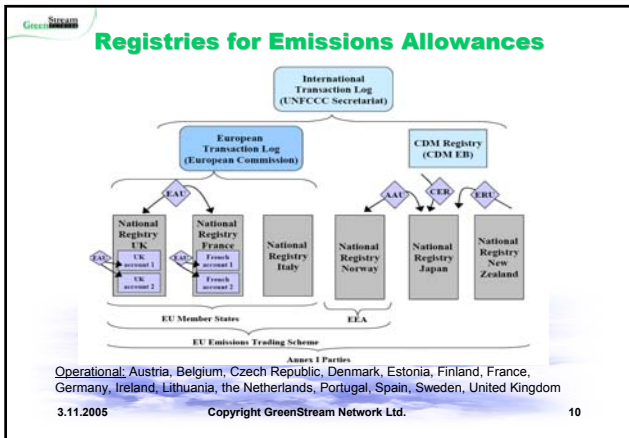 GreenStream
NETWORK
Registries for Emissions Allowances
International
Transaction Log
(UNFCCC Secretariat)
European
Transaction Log
(European Commission)
CDM Registry
(CDM EB)
EAU
AAU
CER
ERU
National
Registry
UK
National
Registry
France
National
Registry
Italy
National
Registry
Norway
National
Registry
Japan
National
Registry
New
Zealand
EAU
UK
account 1
UK
account 2
EAU
French
account 1
French
account 2
EU Member States
EEA
EU Emissions Trading Scheme
Annex I Parties
Operational: Austria, Belgium, Czech Republic, Denmark, Estonia, Finland, France,
Germany, Ireland, Lithuania, the Netherlands, Portugal, Spain, Sweden, United Kingdom
3.11.2005 Copyright GreenStream Network Ltd. 10